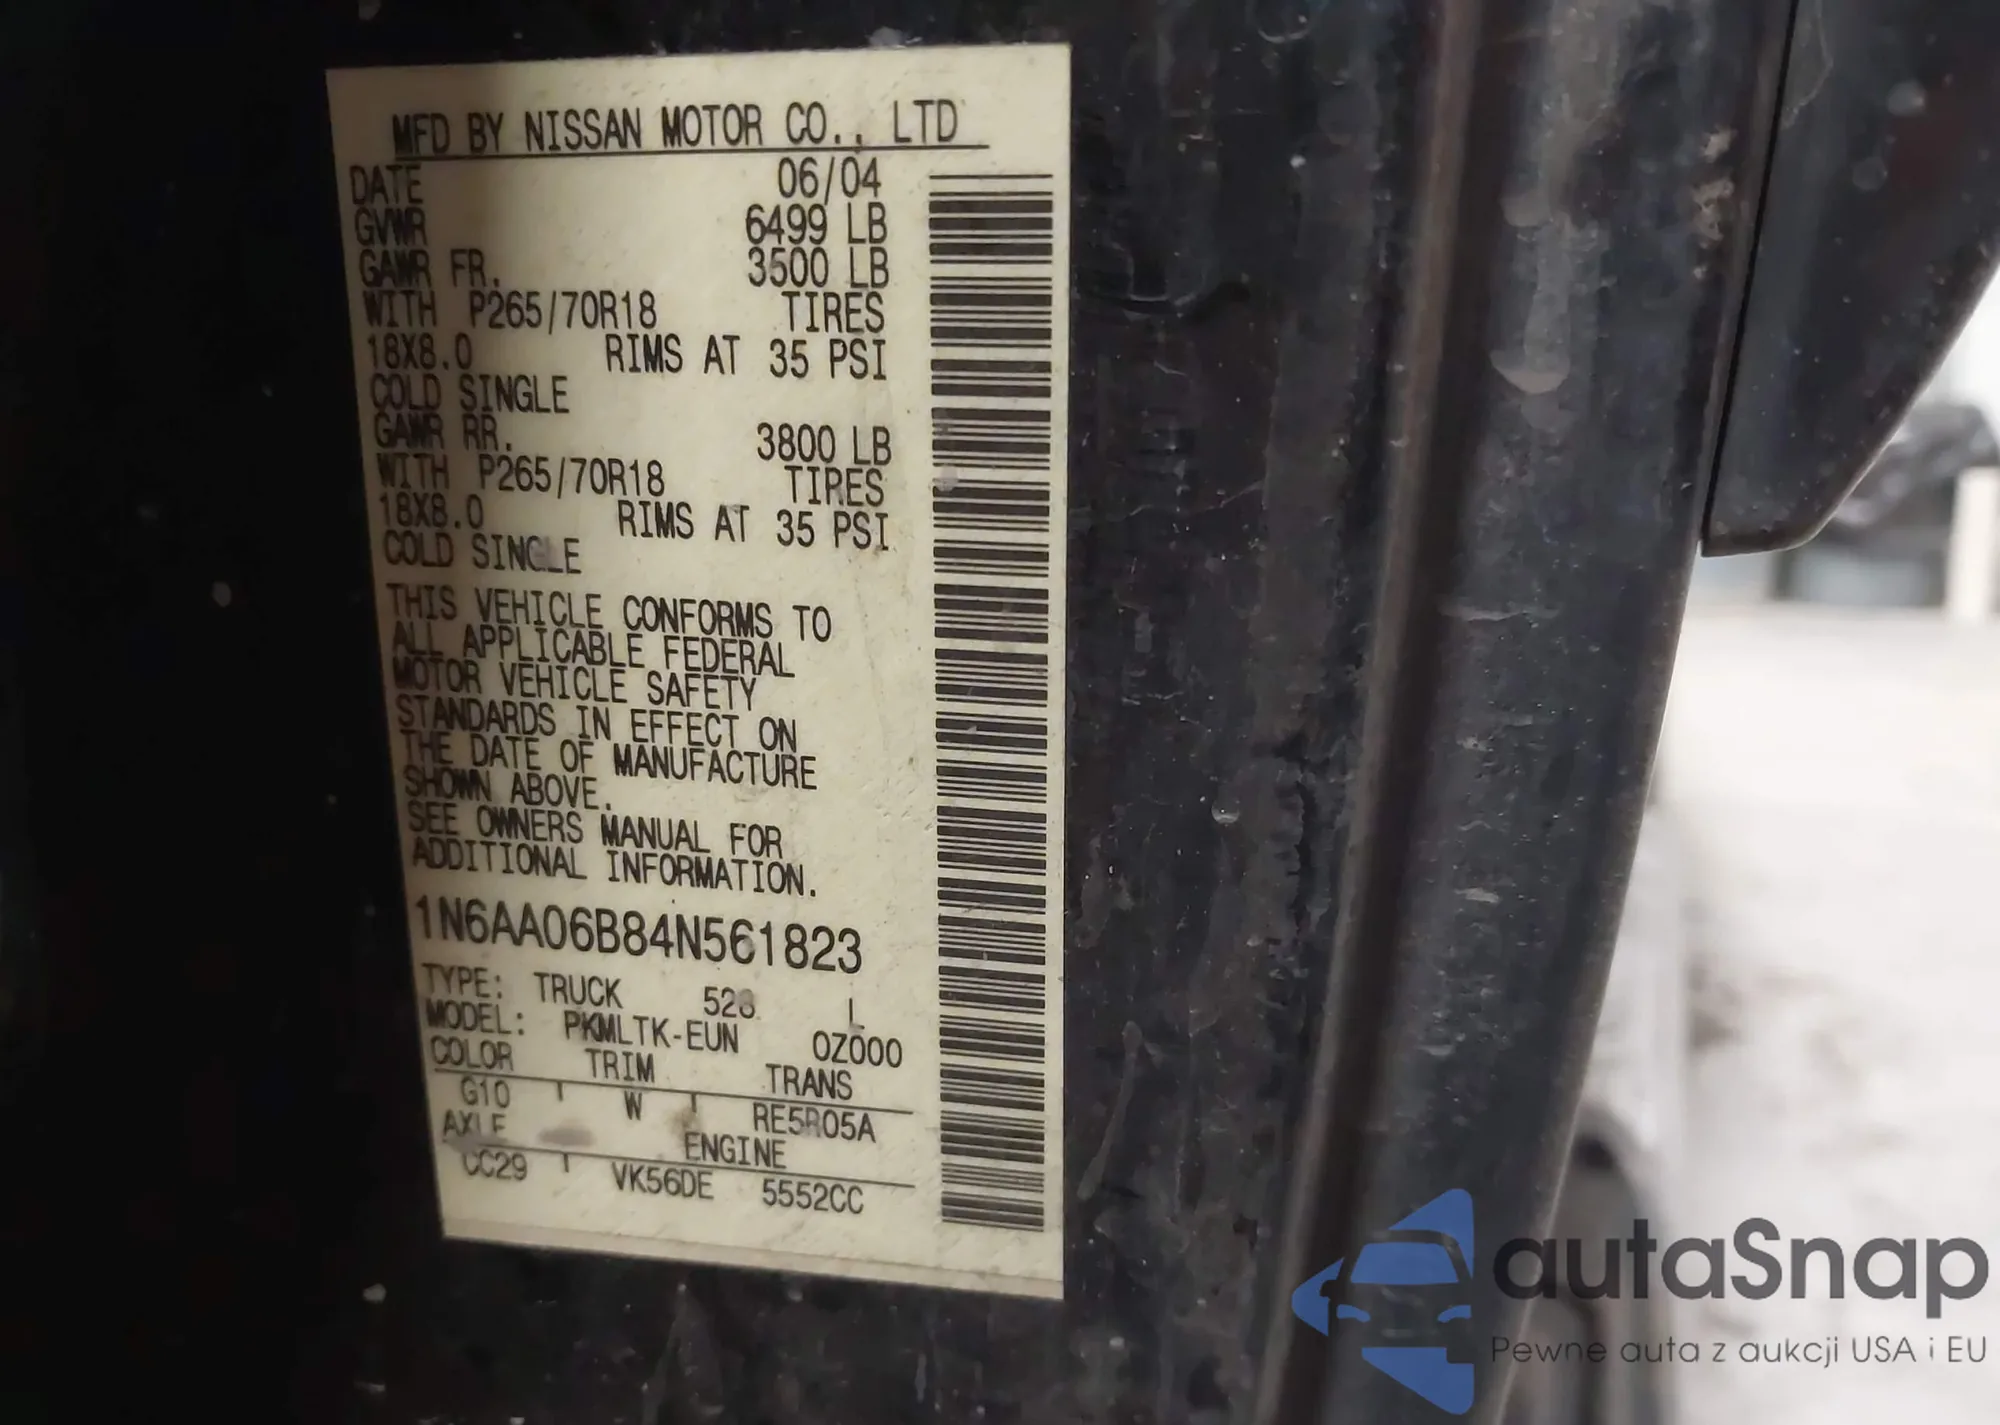 MFD BY NISSAN MOTOR CO., LTD
DATE 06/04
GVWR 6499 LB
GAWR FR. 3500 LB
WITH P265/70R18 TIRES
18X8.0 RIMS AT 35 PSI
COLD SINGLE
GAWR RR. 3800 LB
WITH P265/70R18 TIRES
18X8.0 RIMS AT 35 PSI
COLD SINGLE
THIS VEHICLE CONFORMS TO
ALL APPLICABLE FEDERAL
MOTOR VEHICLE SAFETY
STANDARDS IN EFFECT ON
THE DATE OF MANUFACTURE
SHOWN ABOVE.
SEE OWNERS MANUAL FOR
ADDITIONAL INFORMATION.
1N6AA06B84N561823
TYPE: TRUCK L
MODEL: PKMLTK-EUN 0Z000
COLOR TRIM TRANS
G10 W RE5R05A
AXLE ENGINE
CC29 VK56DE 5552CC
autaSnap
Pewne auta z aukcji USA i EU